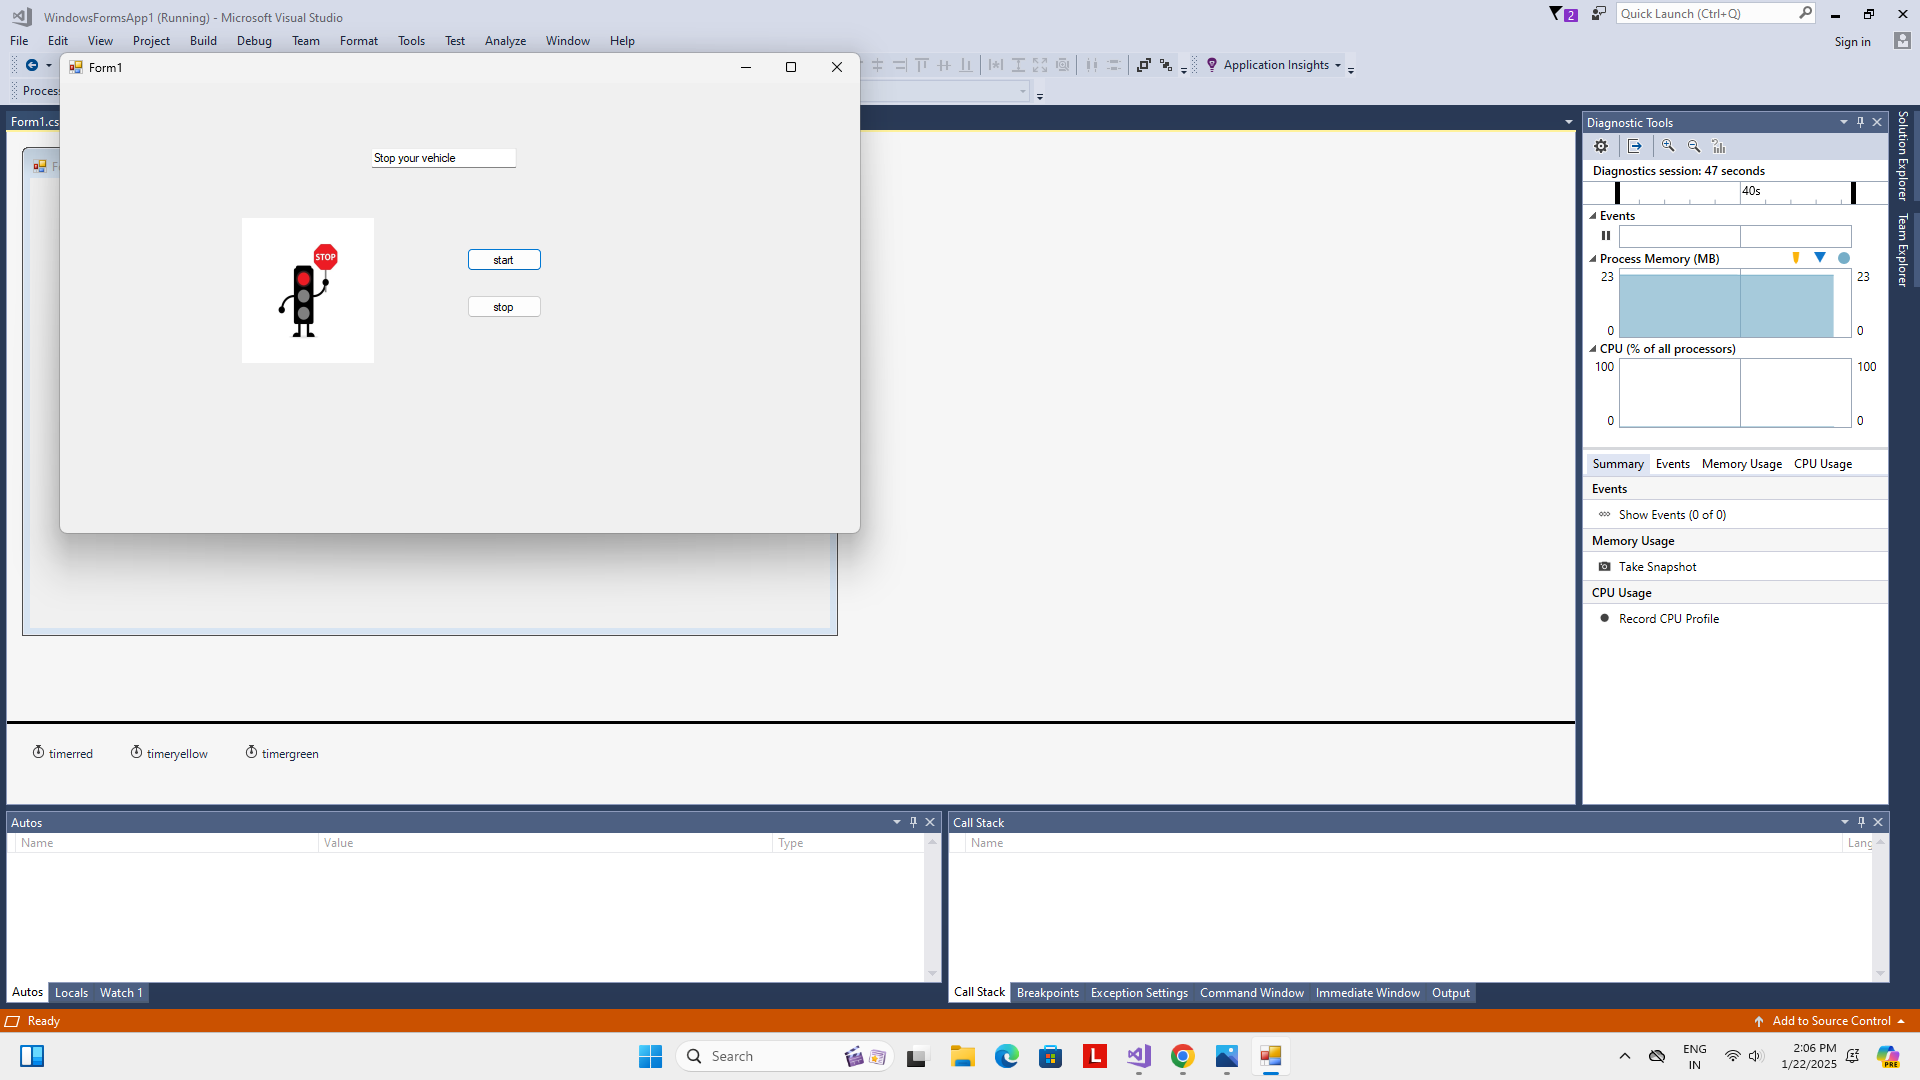 WindowsFormsApp1 (Running) - Microsoft Visual Studio
2
Quick Launch (Ctrl+Q)
File Edit View Project Build Debug Team Format Tools Test Analyze Window Help
Sign in
Form1
Application Insights
Proces
Form1.cs
Stop your vehicle
STOP
start
stop
timerred timeryellow timergreen
Diagnostic Tools
Diagnostics session: 47 seconds
40s
Events
Process Memory (MB)
23 23
0 0
CPU (% of all processors)
100 100
0 0
Summary Events Memory Usage CPU Usage
Events
Show Events (0 of 0)
Memory Usage
Take Snapshot
CPU Usage
Record CPU Profile
Solution Explorer
Team Explorer
Autos
Name Value Type
Autos Locals Watch 1
Call Stack
Name Lang
Call Stack Breakpoints Exception Settings Command Window Immediate Window Output
Ready
Add to Source Control
Search
L
ENG
IN
2:06 PM
1/22/2025
PRE